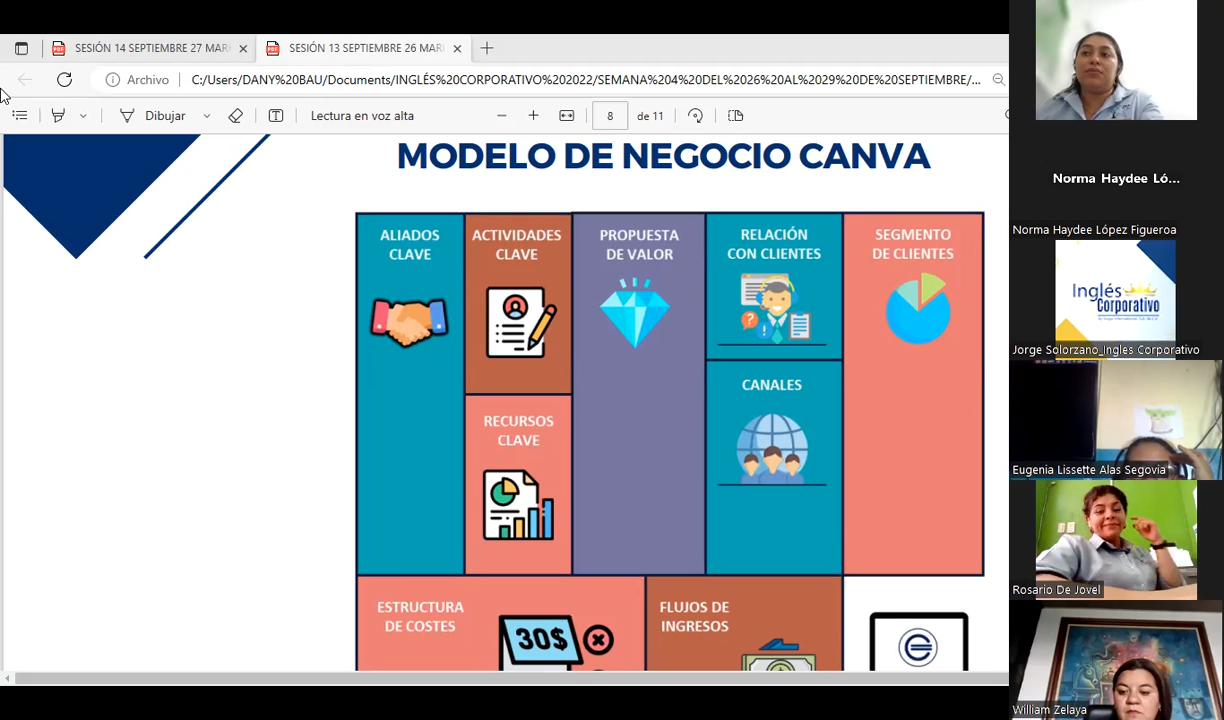 SESIÓN 14 SEPTIEMBRE 27 MAR
SESIÓN 13 SEPTIEMBRE 26 MAR
Archivo
C:/Users/DANY%20BAU/Documents/INGLÉS%20CORPORATIVO%202022/SEMANA%204%20DEL%2026%20AL%2029%20DE%20SEPTIEMBRE/...
Dibujar
Lectura en voz alta
8
de 11
MODELO DE NEGOCIO CANVA
ALIADOS
CLAVE
ACTIVIDADES
CLAVE
PROPUESTA
DE VALOR
RELACIÓN
CON CLIENTES
SEGMENTO
DE CLIENTES
RECURSOS
CLAVE
CANALES
ESTRUCTURA
DE COSTES
30$
FLUJOS DE
INGRESOS
Norma Haydee Ló...
Norma Haydee López Figueroa
Inglés
Corporativo
Jorge Solorzano_Ingles Corporativo
Eugenia Lissette Alas Segovia
Rosario De Jovel
William Zelaya